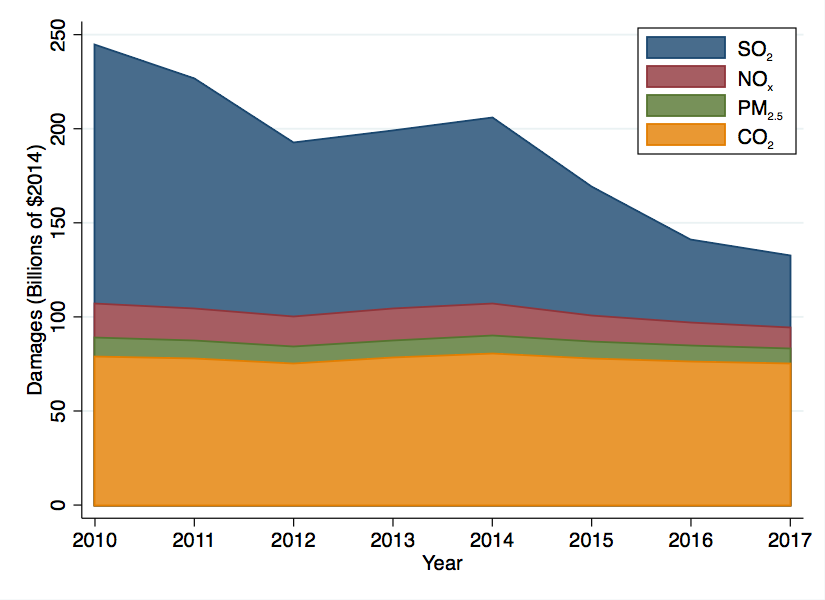 Damages (Billions of $2014)
250
200
150
100
50
0
SO₂
NOₓ
PM₂.₅
CO₂
2010 2011 2012 2013 2014 2015 2016 2017
Year